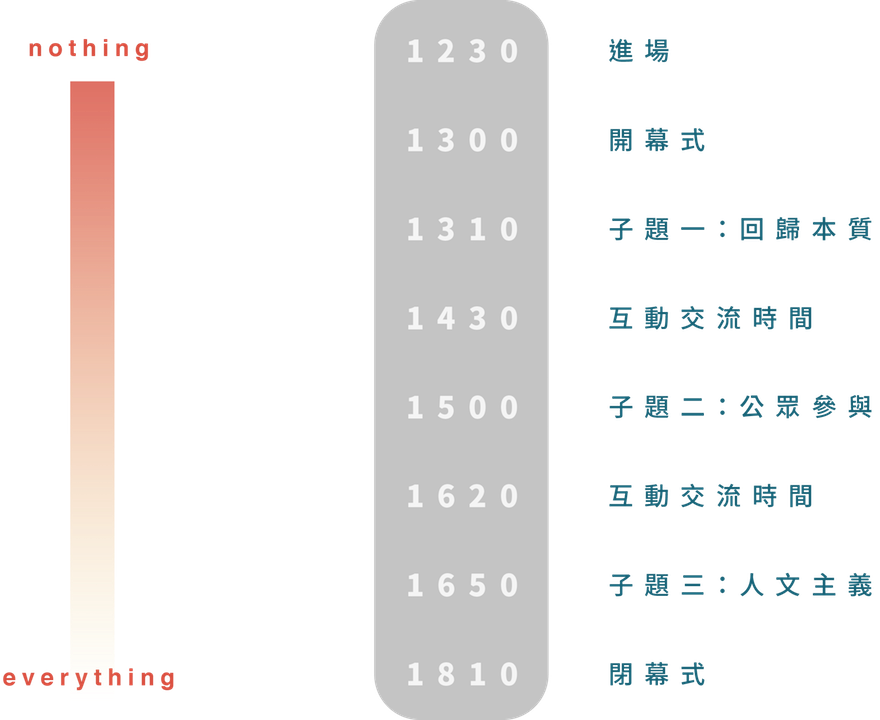 nothing
1230 進場
1300 開幕式
1310 子題一：回歸本質
1430 互動交流時間
1500 子題二：公眾參與
1620 互動交流時間
1650 子題三：人文主義
everything
1810 閉幕式